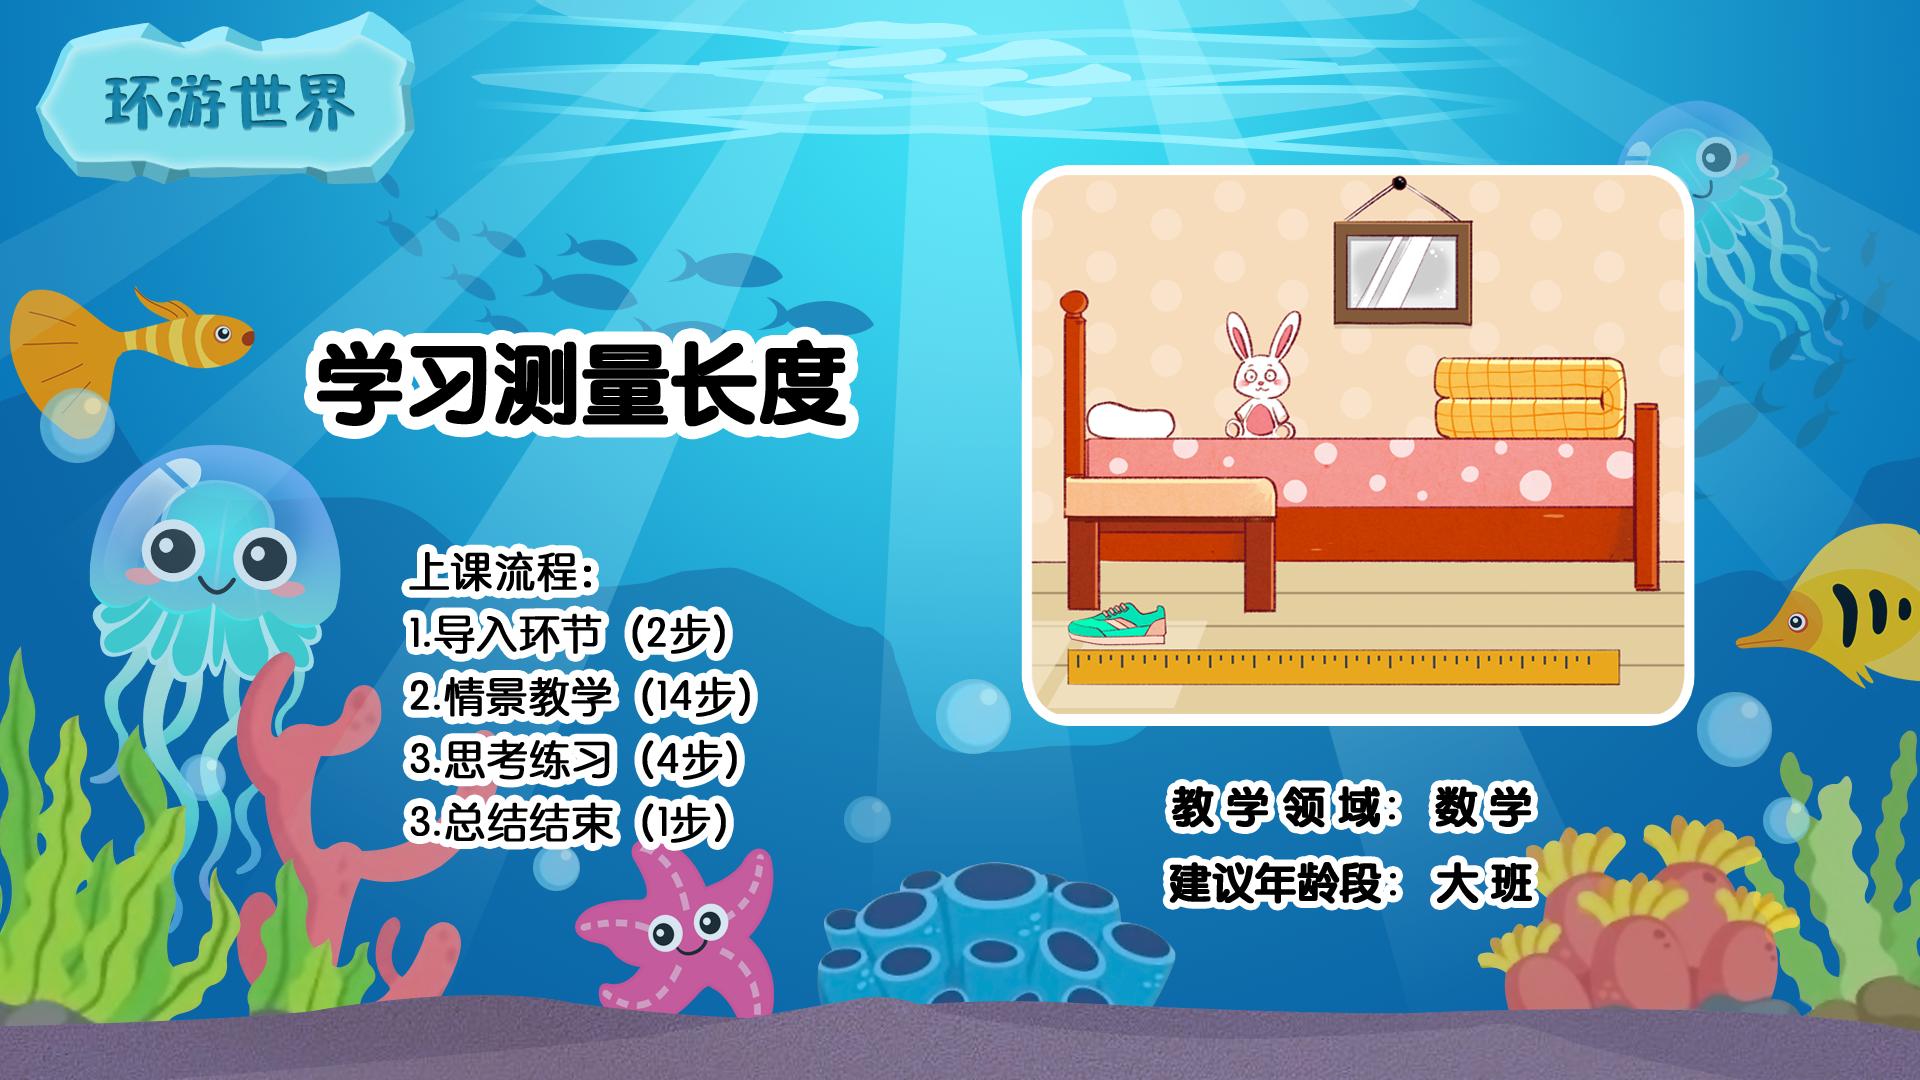 环游世界
学习测量长度
上课流程：
1.导入环节（2步）
2.情景教学（14步）
3.思考练习（4步）
3.总结结束（1步）
教学领域： 数学
建议年龄段： 大班